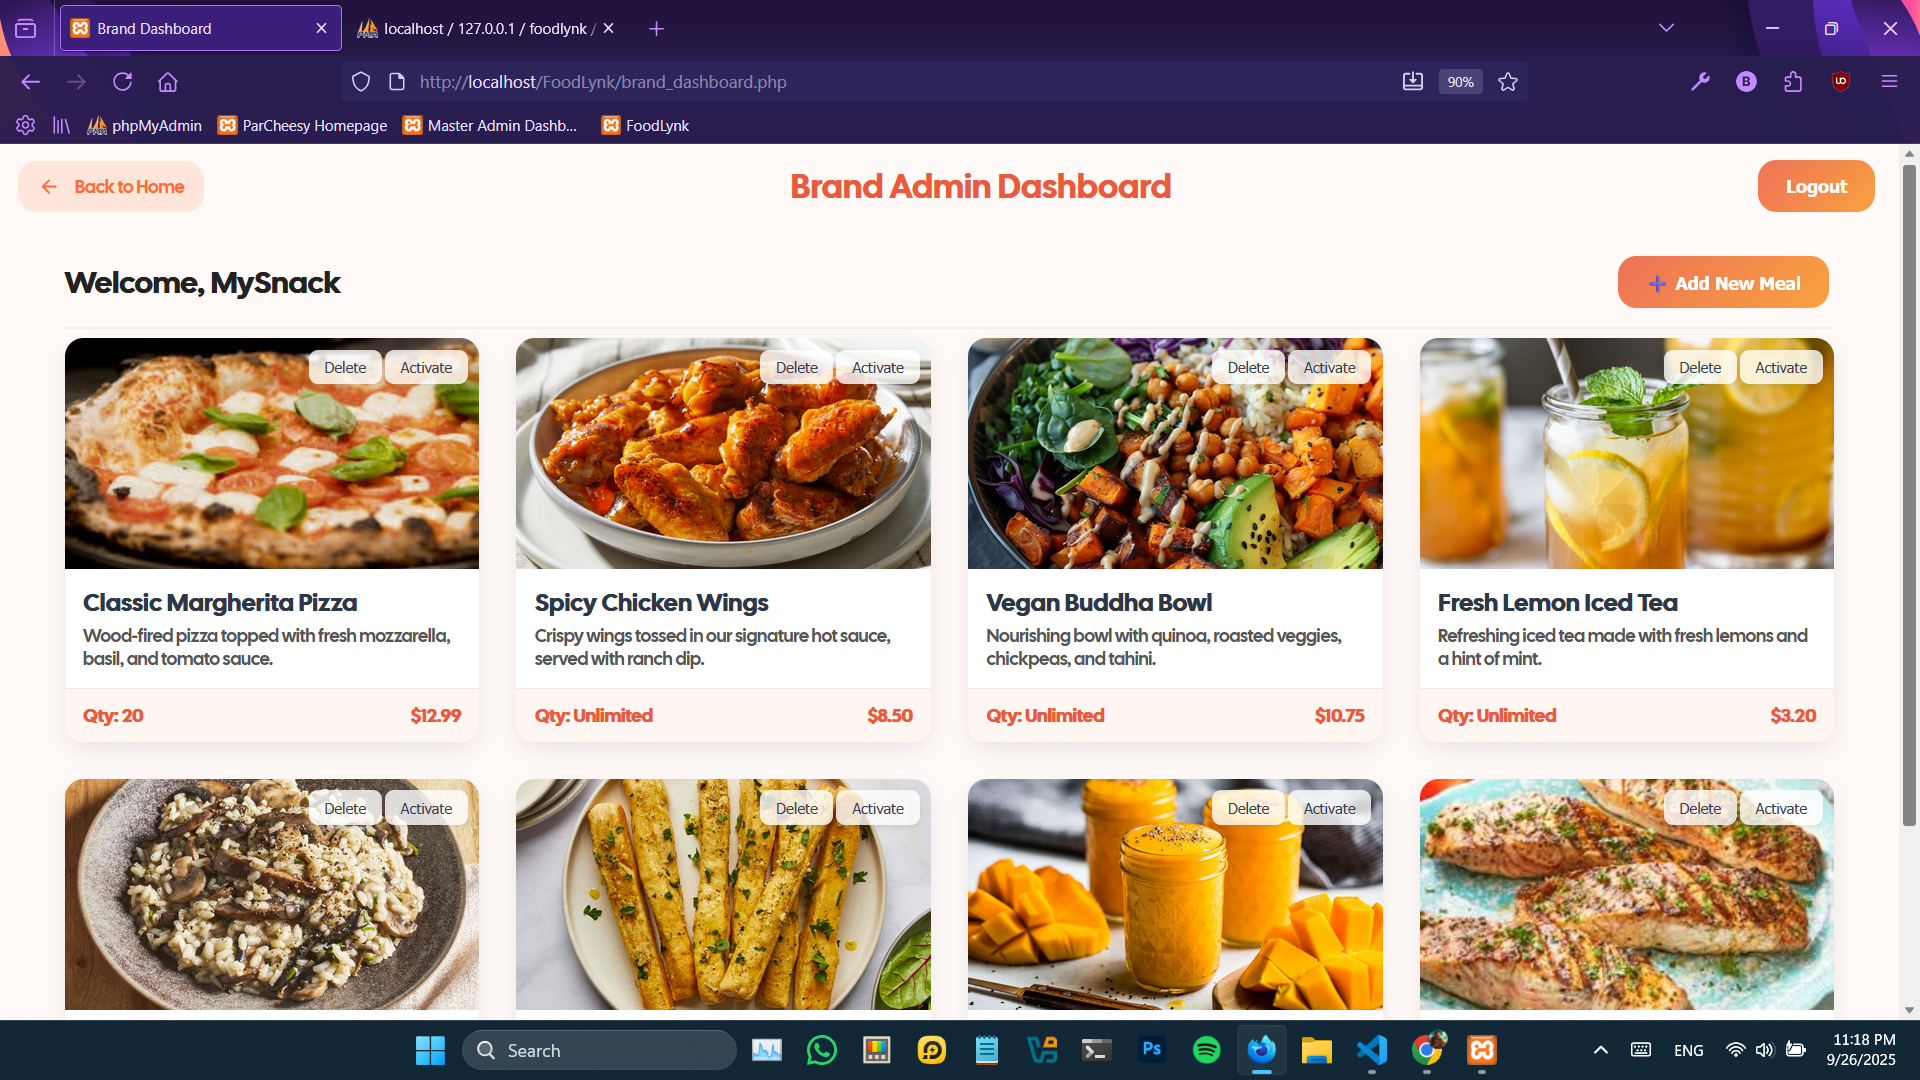 Brand Dashboard
localhost / 127.0.0.1 / foodlynk /
http://localhost/FoodLynk/brand_dashboard.php
90%
B
phpMyAdmin
ParCheesy Homepage
Master Admin Dashb...
FoodLynk
Back to Home
Brand Admin Dashboard
Logout
Welcome, MySnack
Add New Meal
Delete Activate
Delete Activate
Delete Activate
Delete Activate
Classic Margherita Pizza
Wood-fired pizza topped with fresh mozzarella,
basil, and tomato sauce.
Qty: 20 $12.99
Spicy Chicken Wings
Crispy wings tossed in our signature hot sauce,
served with ranch dip.
Qty: Unlimited $8.50
Vegan Buddha Bowl
Nourishing bowl with quinoa, roasted veggies,
chickpeas, and tahini.
Qty: Unlimited $10.75
Fresh Lemon Iced Tea
Refreshing iced tea made with fresh lemons and
a hint of mint.
Qty: Unlimited $3.20
Delete Activate
Delete Activate
Delete Activate
Delete Activate
Search
Ps
ENG
11:18 PM
9/26/2025